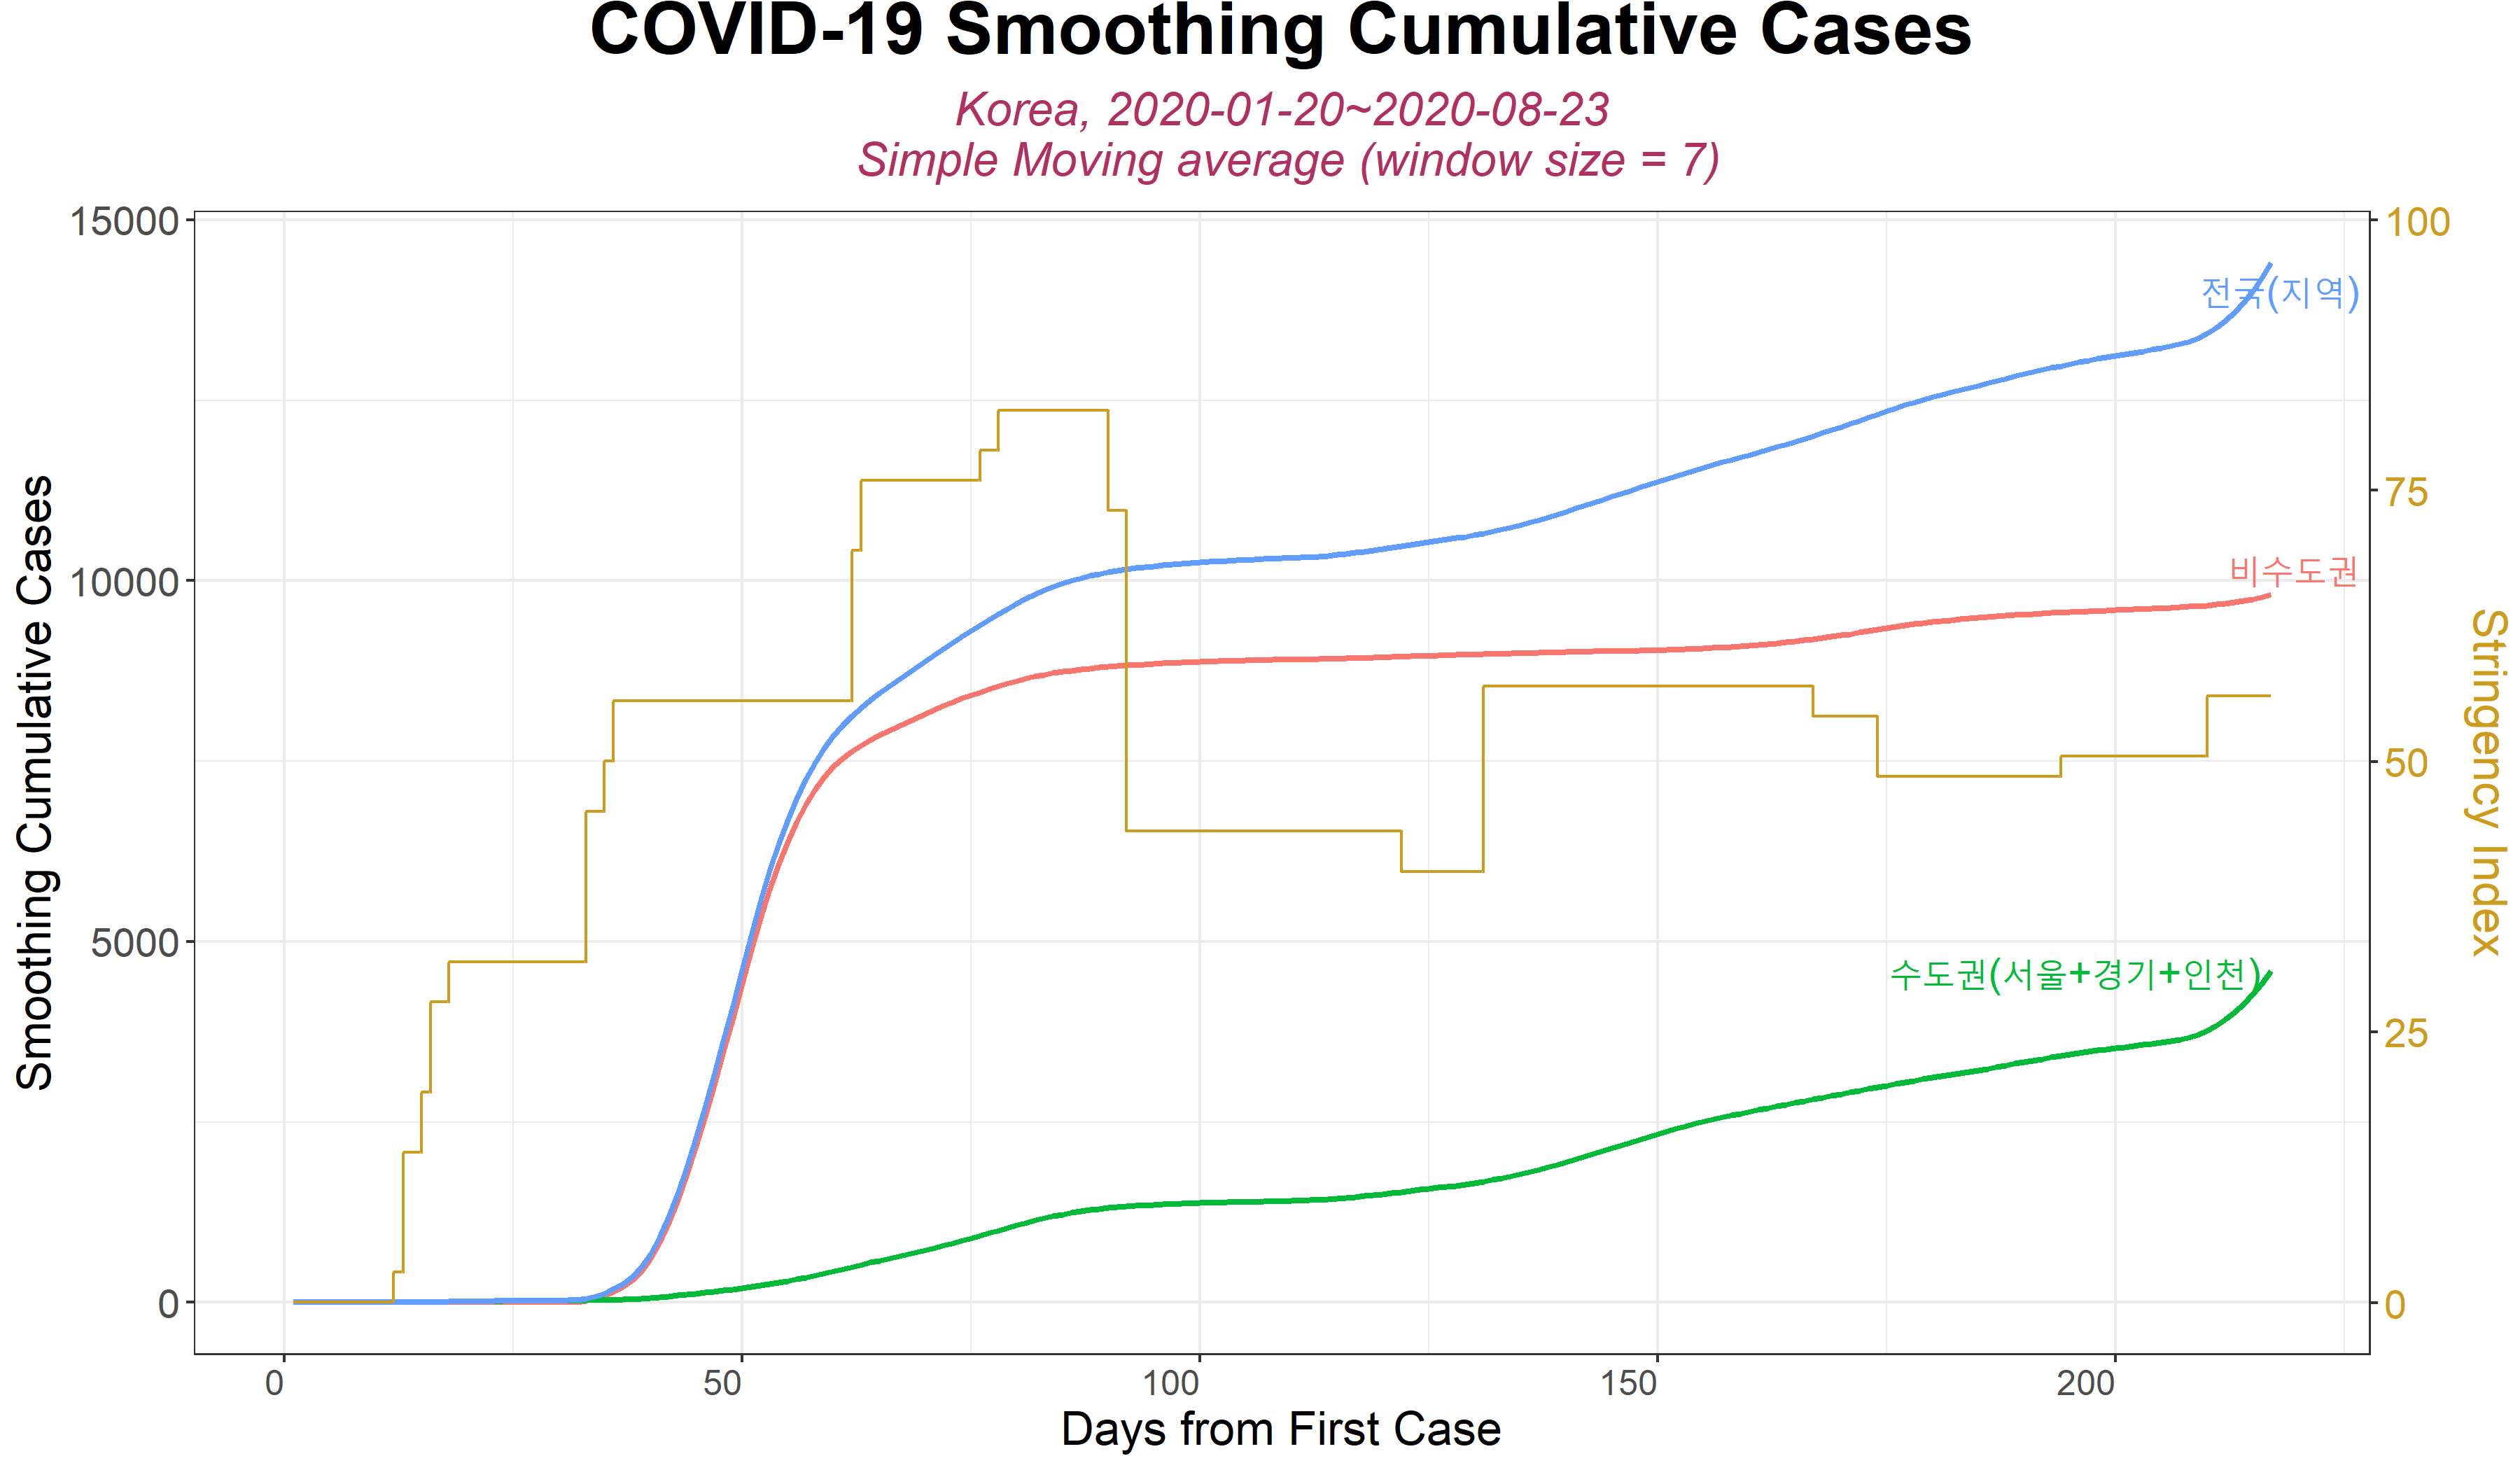 COVID-19 Smoothing Cumulative Cases
Korea, 2020-01-20~2020-08-23
Simple Moving average (window size = 7)
Smoothing Cumulative Cases
15000
10000
5000
0
전국(지역)
비수도권
수도권(서울+경기+인천)
100
75
50
25
0
Stringency Index
0 50 100 150 200
Days from First Case